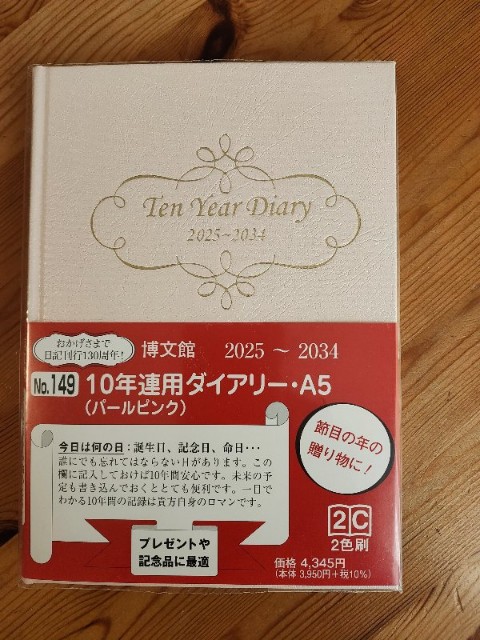 Ten Year Diary
2025~2034
おかげさまで
日記刊行130周年!
博文館 2025 ~ 2034
No.149 10年連用ダイアリー・A5
(パールピンク)
今日は何の日:誕生日、記念日、命日・・・
誰にでも忘れてはならない日があります。この
欄に記入しておけば10年間安心です。未来の予
定も書き込んでおくととても便利です。一日で
わかる10年間の記録は貴方自身のロマンです。
節目の年の
贈り物に!
プレゼントや
記念品に最適
2C
2色刷
価格 4,345円
(本体 3,950円+税10%)